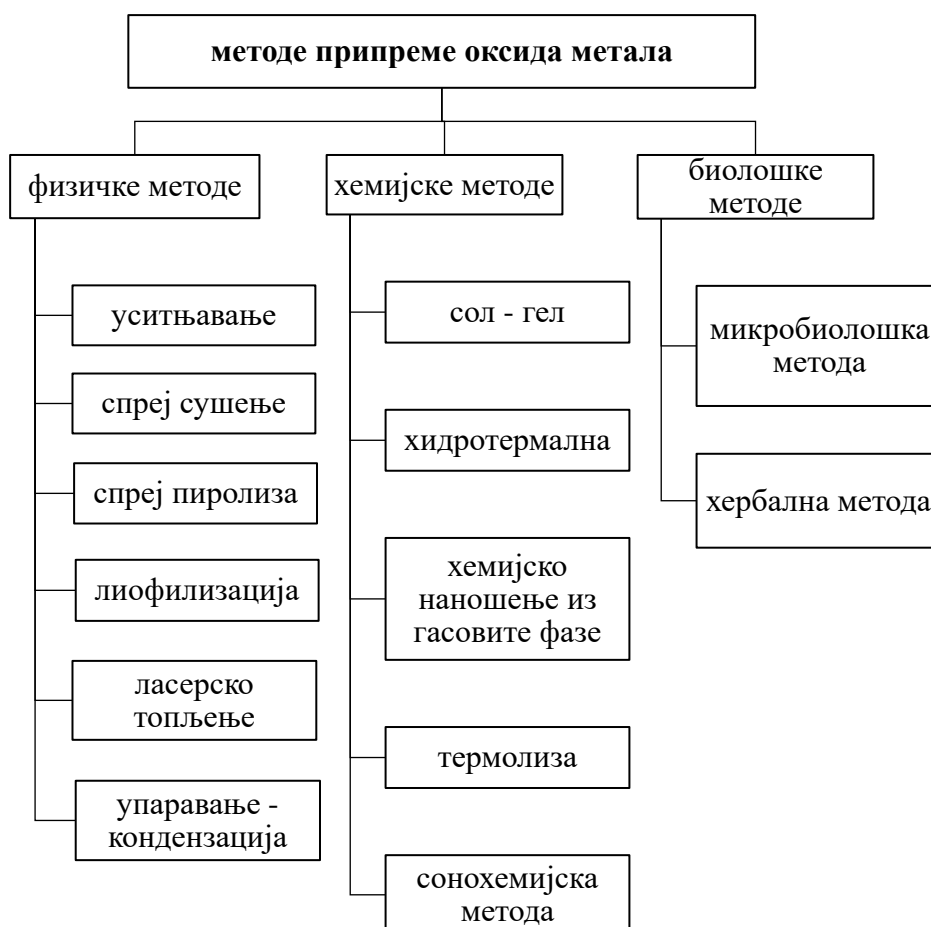 методе припреме оксида метала
физичке методе
уситњавање
спреј сушење
спреј пиролиза
лиофилизација
ласерско
топљење
упаравање -
кондензација
хемијске методе
сол - гел
хидротермална
хемијско
наношење из
гасовите фазе
термолиза
сонохемијска
метода
биолошке
методе
микробиолошка
метода
хербална метода